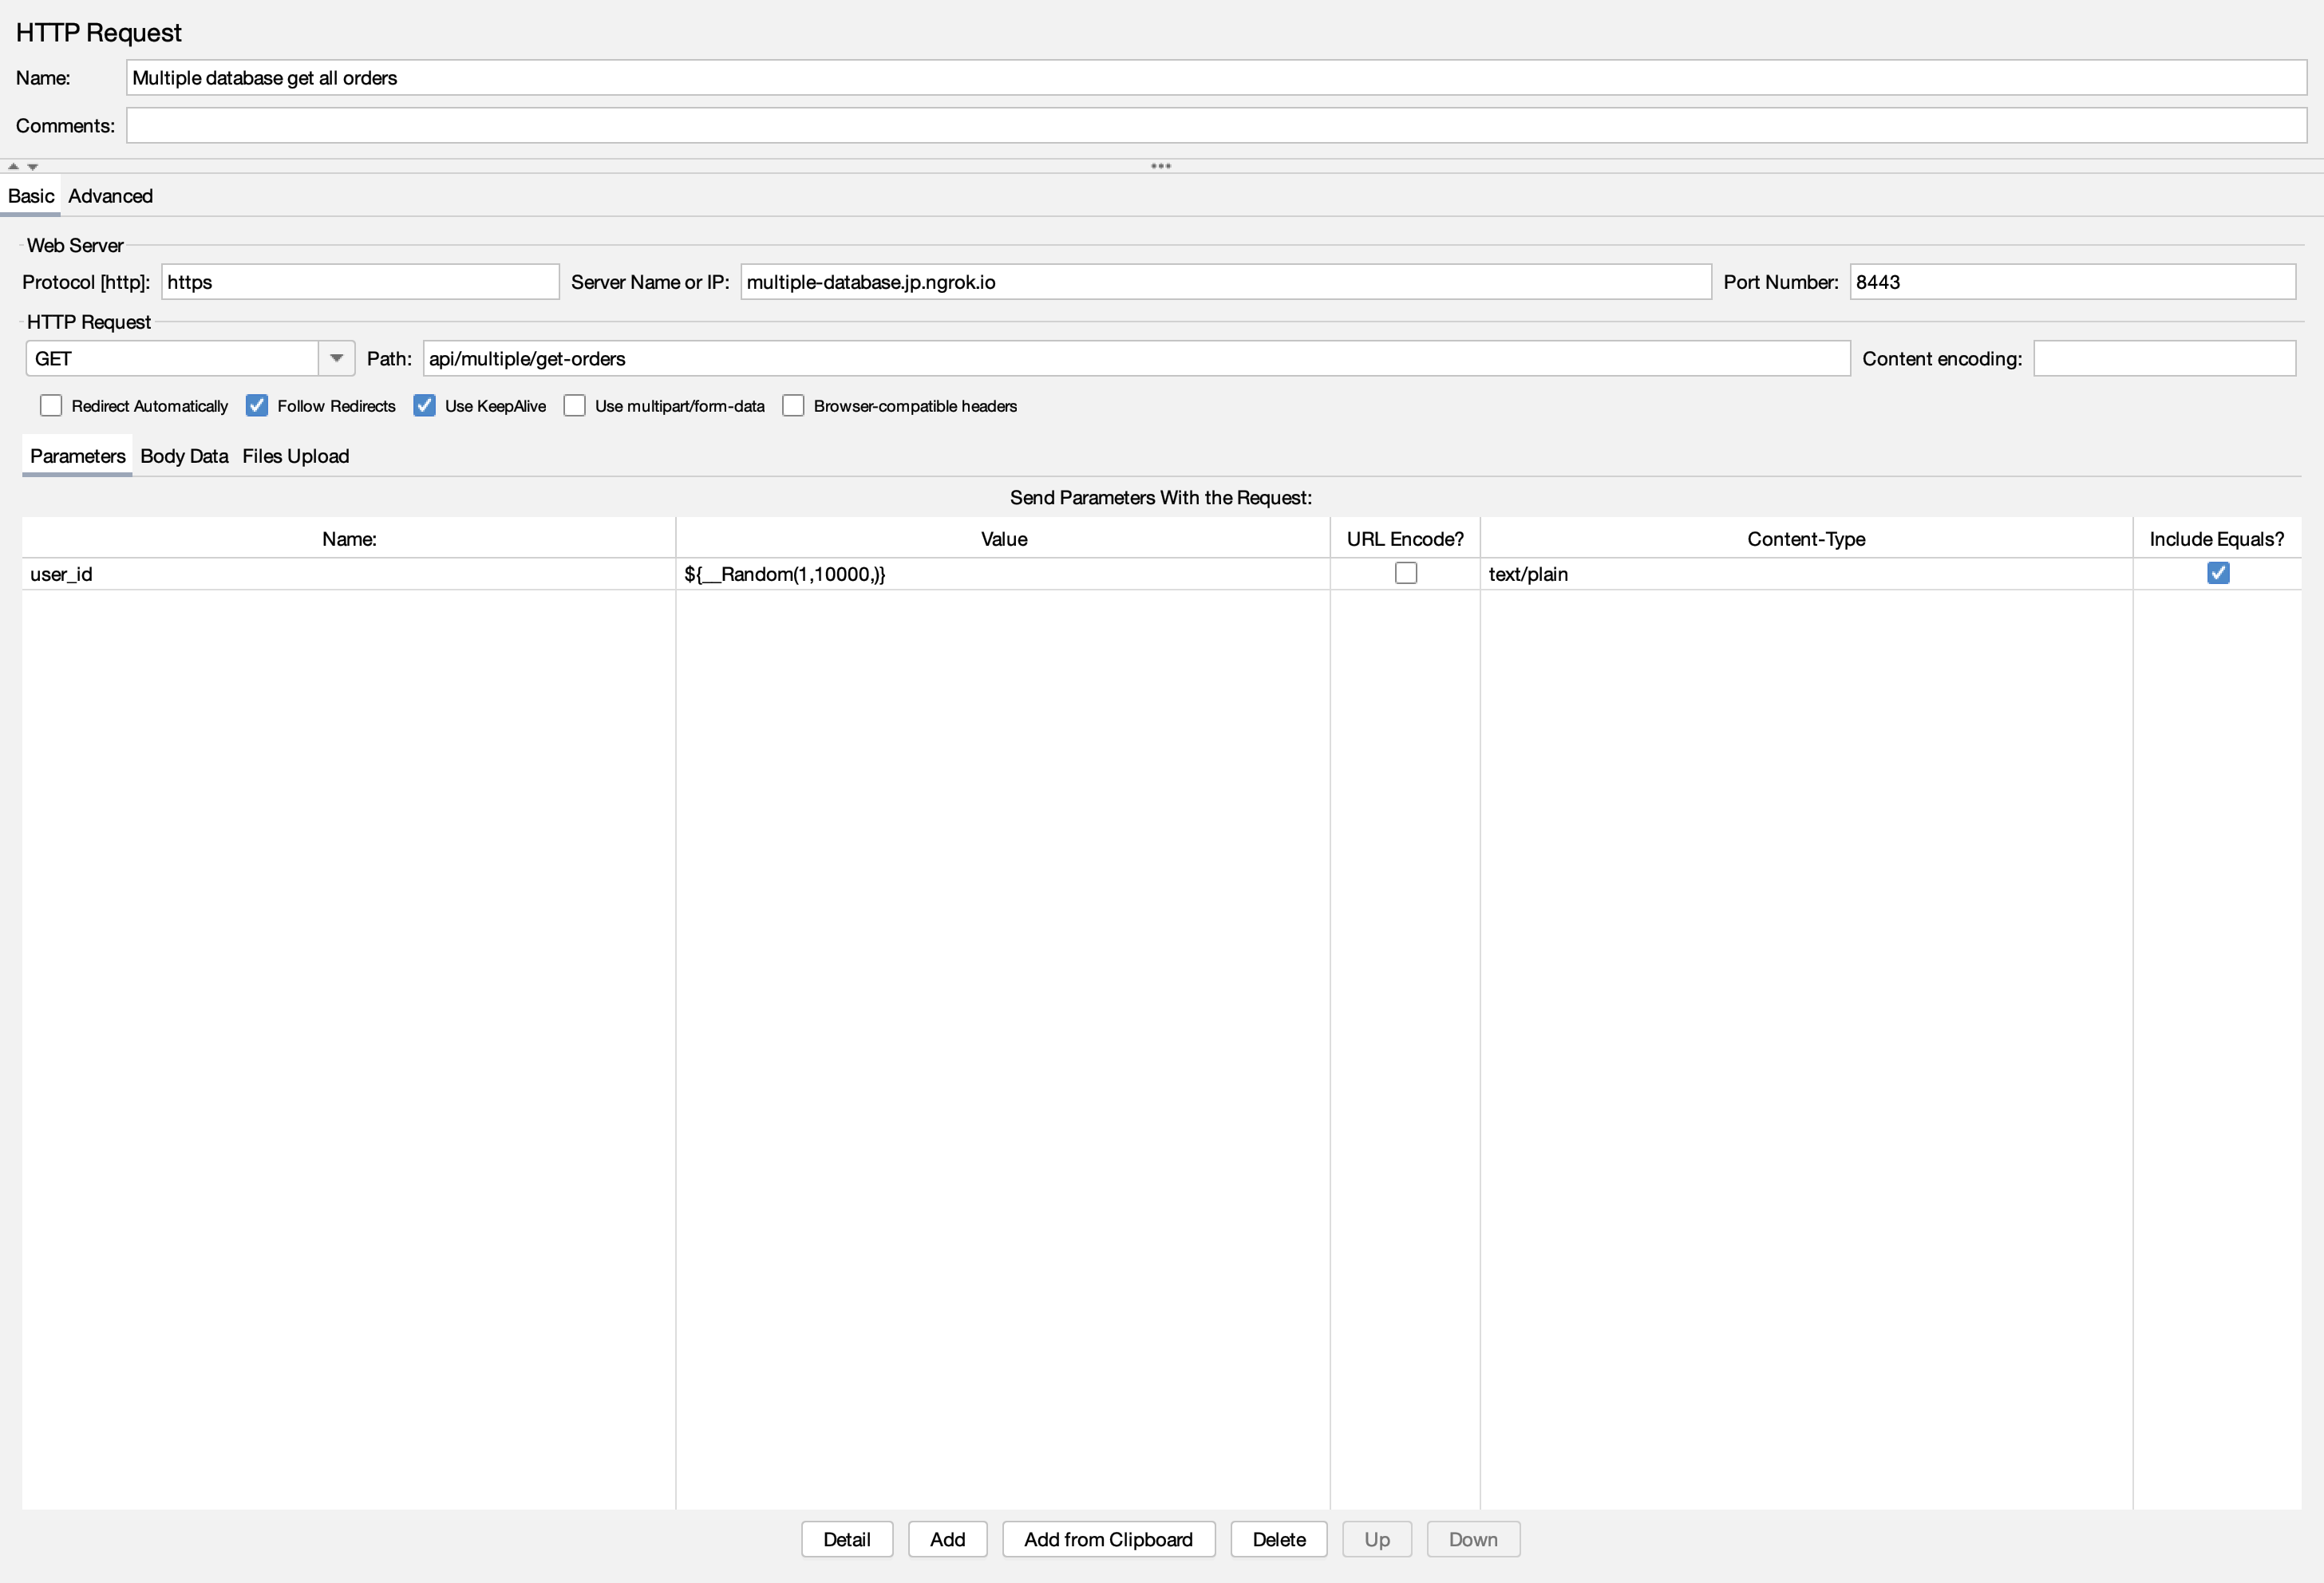 HTTP Request
Name: Multiple database get all orders
Comments:
Basic Advanced
Web Server
Protocol [http]: https Server Name or IP: multiple-database.jp.ngrok.io Port Number: 8443
HTTP Request
GET Path: api/multiple/get-orders Content encoding:
Redirect Automatically Follow Redirects Use KeepAlive Use multipart/form-data Browser-compatible headers
Parameters Body Data Files Upload
Send Parameters With the Request:
Name: Value URL Encode? Content-Type Include Equals?
user_id ${__Random(1,10000,)} text/plain
Detail Add Add from Clipboard Delete Up Down